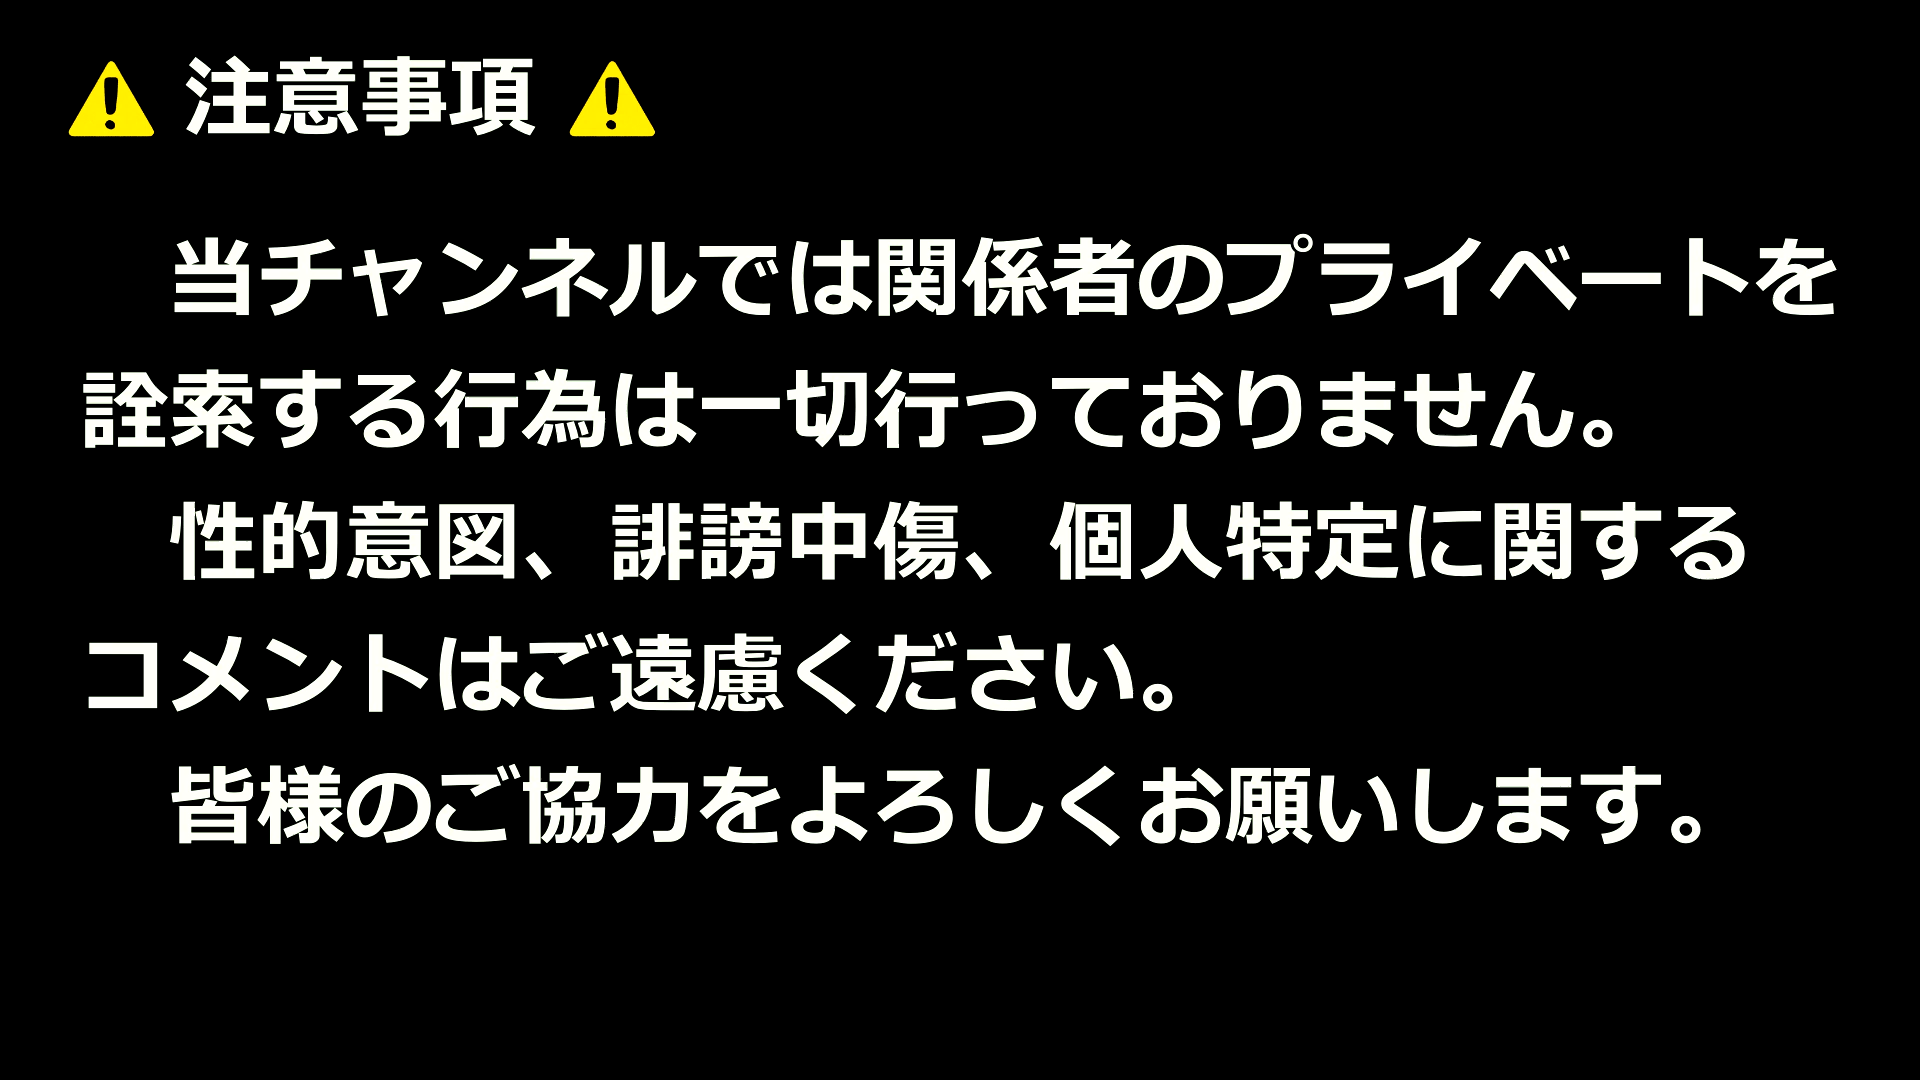 ⚠ 注意事項 ⚠
当チャンネルでは関係者のプライベートを
詮索する行為は一切行っておりません。
性的意図、誹謗中傷、個人特定に関する
コメントはご遠慮ください。
皆様のご協力をよろしくお願いします。